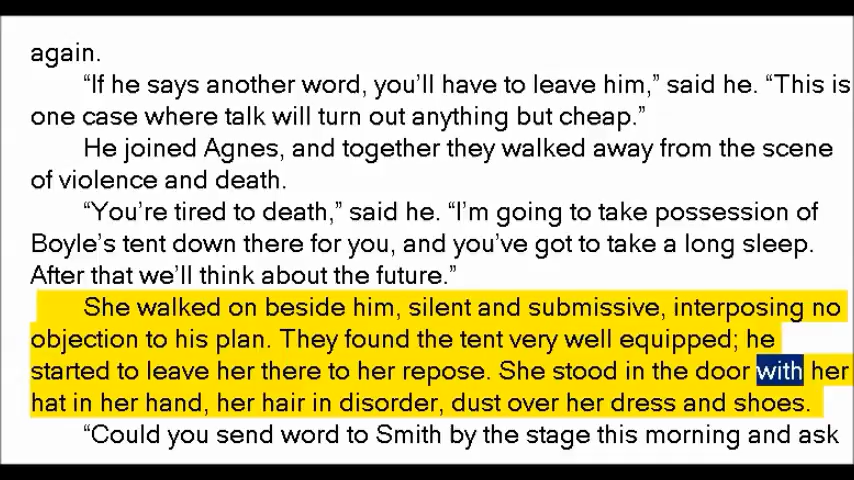 again.
“If he says another word, you’ll have to leave him,” said he. “This is
one case where talk will turn out anything but cheap.”
He joined Agnes, and together they walked away from the scene
of violence and death.
“You’re tired to death,” said he. “I’m going to take possession of
Boyle’s tent down there for you, and you’ve got to take a long sleep.
After that we’ll think about the future.”
She walked on beside him, silent and submissive, interposing no
objection to his plan. They found the tent very well equipped; he
started to leave her there to her repose. She stood in the door with her
hat in her hand, her hair in disorder, dust over her dress and shoes.
“Could you send word to Smith by the stage this morning and ask